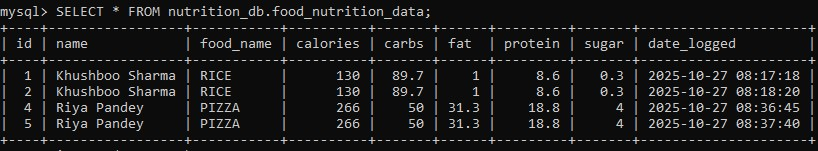 mysql> SELECT * FROM nutrition_db.food_nutrition_data;
+----+-----------------+-----------+----------+-------+------+---------+-------+---------------------+
| id | name            | food_name | calories | carbs | fat  | protein | sugar | date_logged         |
+----+-----------------+-----------+----------+-------+------+---------+-------+---------------------+
|  1 | Khushboo Sharma | RICE      |      130 |  89.7 |    1 |     8.6 |   0.3 | 2025-10-27 08:17:18 |
|  2 | Khushboo Sharma | RICE      |      130 |  89.7 |    1 |     8.6 |   0.3 | 2025-10-27 08:18:20 |
|  4 | Riya Pandey     | PIZZA     |      266 |    50 | 31.3 |    18.8 |     4 | 2025-10-27 08:36:45 |
|  5 | Riya Pandey     | PIZZA     |      266 |    50 | 31.3 |    18.8 |     4 | 2025-10-27 08:37:40 |
+----+-----------------+-----------+----------+-------+------+---------+-------+---------------------+